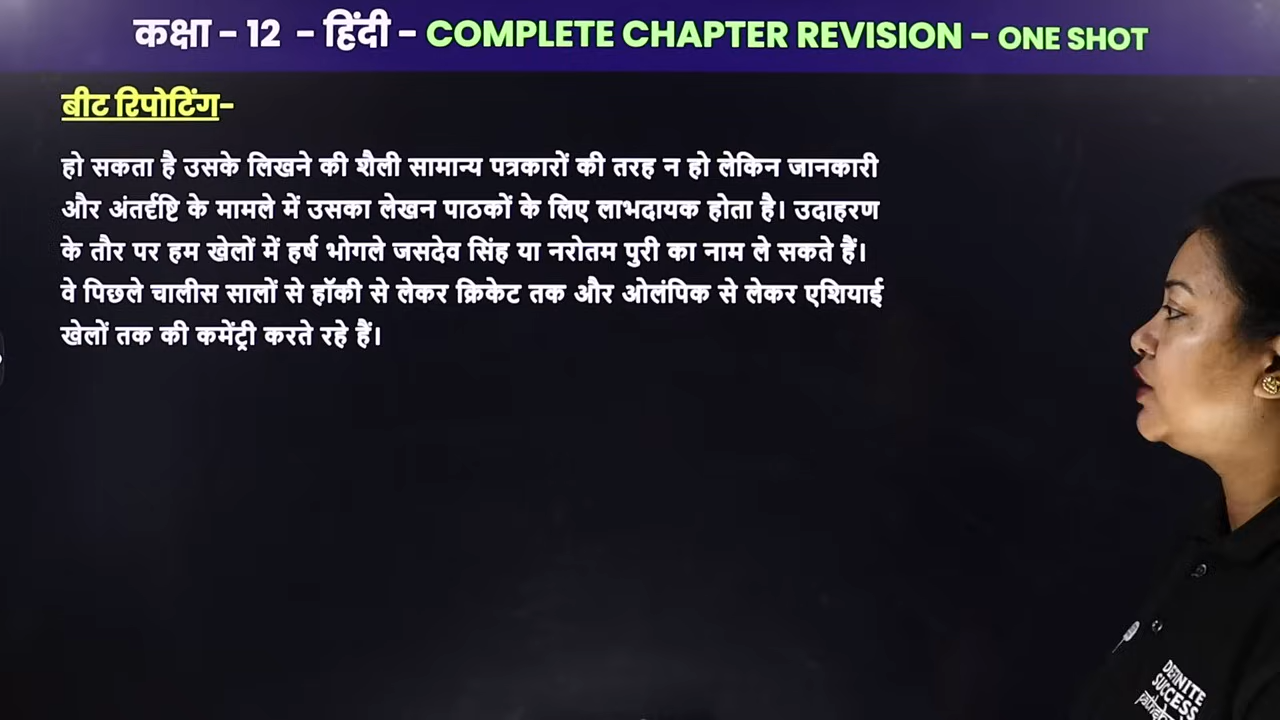 कक्षा - 12 - हिंदी - COMPLETE CHAPTER REVISION - ONE SHOT
बीट रिपोटिंग-
हो सकता है उसके लिखने की शैली सामान्य पत्रकारों की तरह न हो लेकिन जानकारी
और अंतर्दृष्टि के मामले में उसका लेखन पाठकों के लिए लाभदायक होता है। उदाहरण
के तौर पर हम खेलों में हर्ष भोगले जसदेव सिंह या नरोतम पुरी का नाम ले सकते हैं।
वे पिछले चालीस सालों से हॉकी से लेकर क्रिकेट तक और ओलंपिक से लेकर एशियाई
खेलों तक की कमेंट्री करते रहे हैं।
DEFINITE
SUCCESS